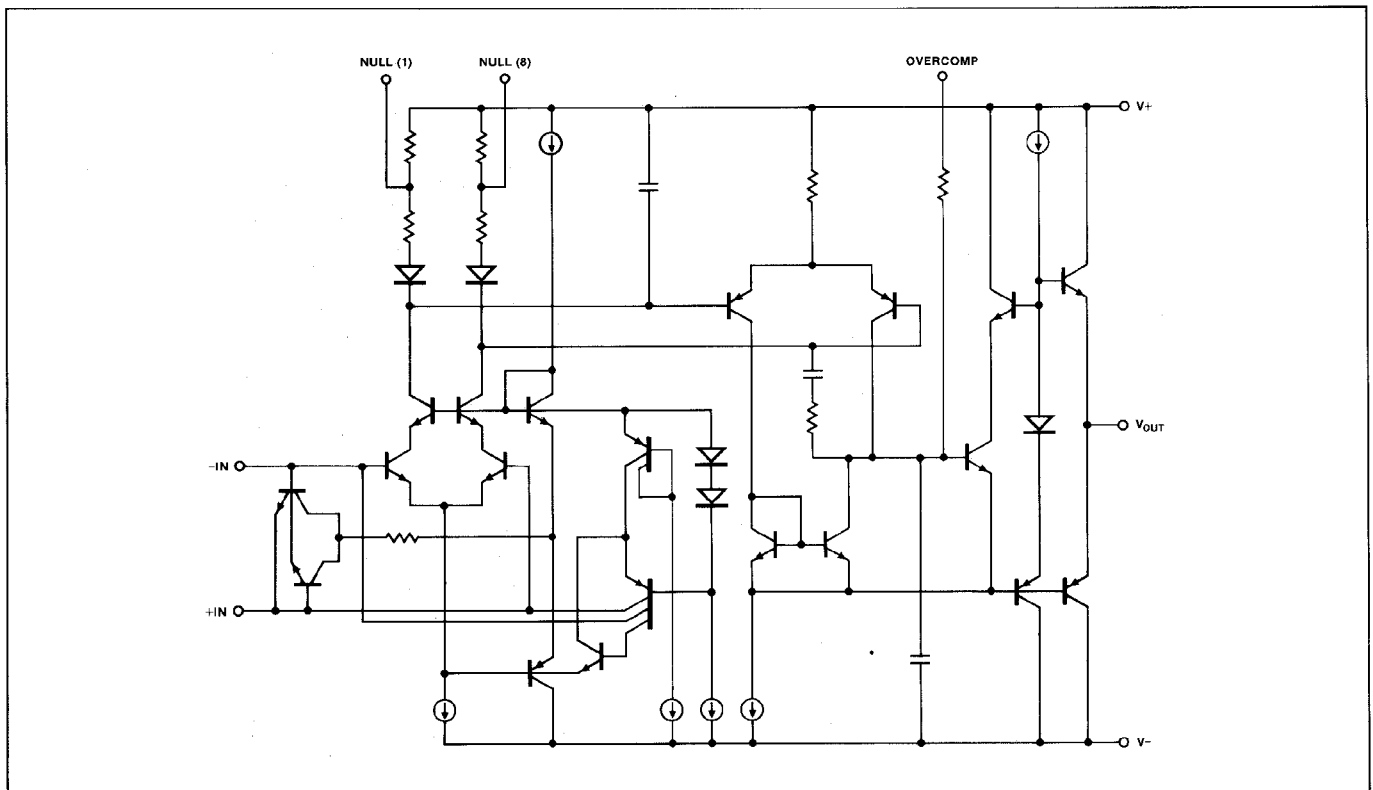 NULL (1)
NULL (8)
OVERCOMP
V+
VOUT
-IN
+IN
V-